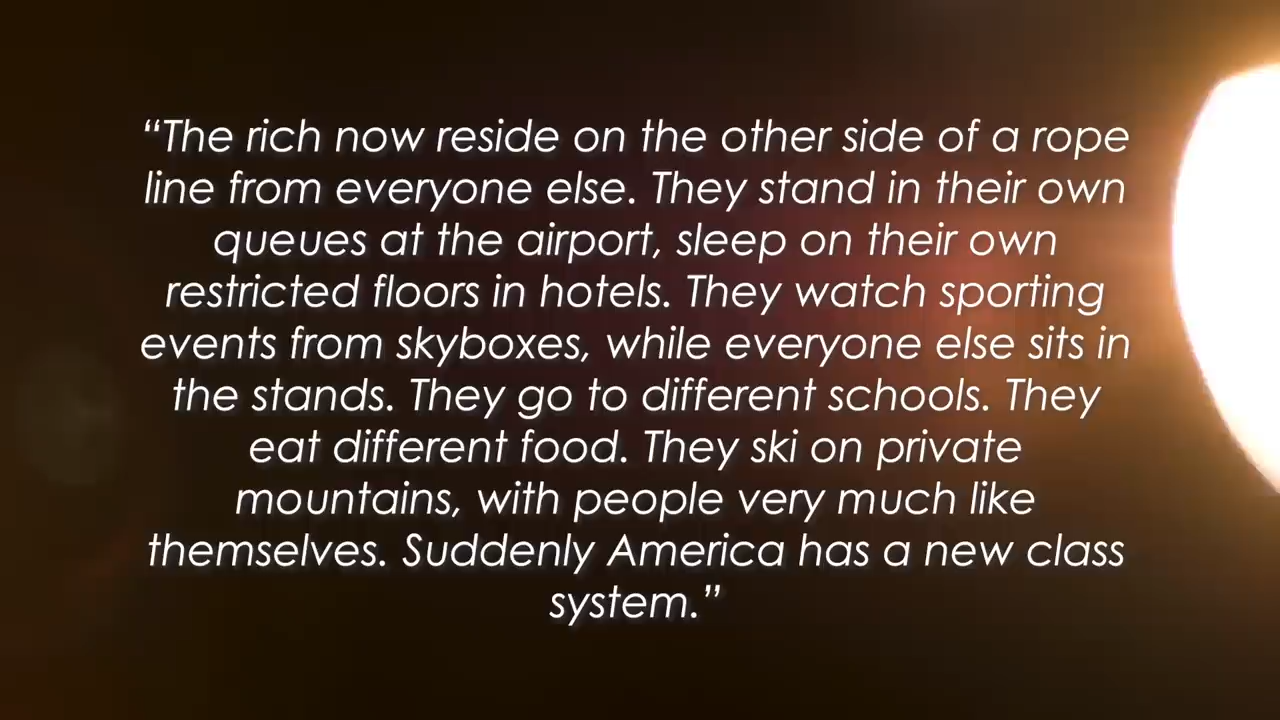 “The rich now reside on the other side of a rope
line from everyone else. They stand in their own
queues at the airport, sleep on their own
restricted floors in hotels. They watch sporting
events from skyboxes, while everyone else sits in
the stands. They go to different schools. They
eat different food. They ski on private
mountains, with people very much like
themselves. Suddenly America has a new class
system.”